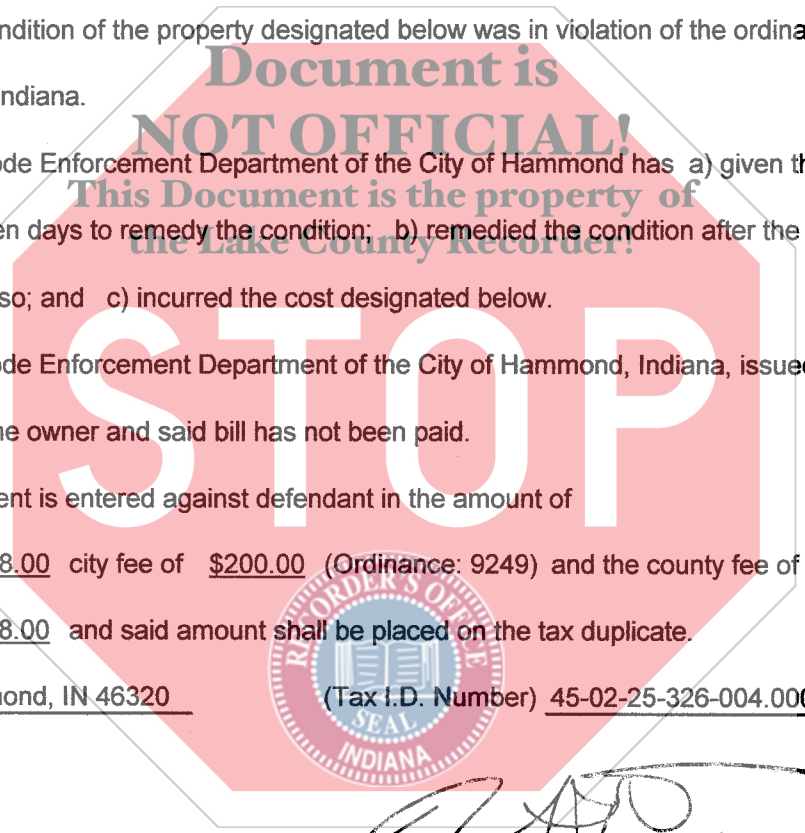 ndition of the property designated below was in violation of the ordina
Document is
ndiana.
NOT OFFICIAL!
ode Enforcement Department of the City of Hammond has a) given th
This Document is the property of
en days to remedy the condition; b) remedied the condition after the
the Lake County Recorder!
so; and c) incurred the cost designated below.
STOP
ode Enforcement Department of the City of Hammond, Indiana, issue
ne owner and said bill has not been paid.
ent is entered against defendant in the amount of
8.00 city fee of $200.00 (Ordinance: 9249) and the county fee of
RECORDER'S OFFICE
8.00 and said amount shall be placed on the tax duplicate.
ond, IN 46320 (Tax I.D. Number) 45-02-25-326-004.000
SEAL
INDIANA